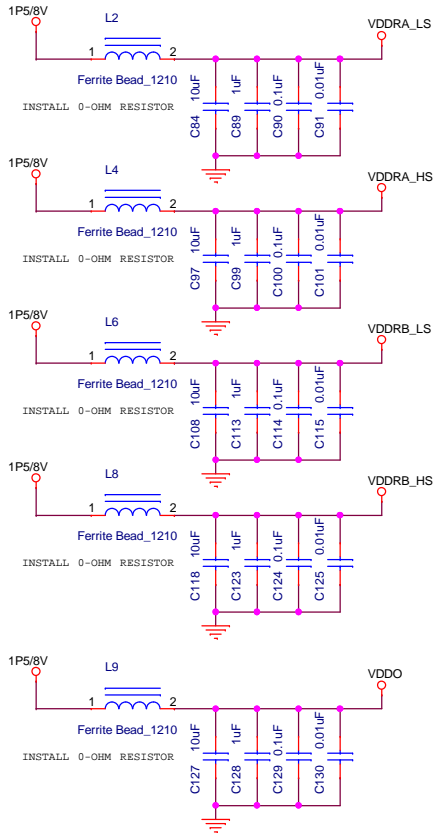 1P5/8V
L2
VDDRA_LS
1
2
Ferrite Bead_1210
INSTALL 0-OHM RESISTOR
C84 10uF
C89 1uF
C90 0.1uF
C91 0.01uF
1P5/8V
L4
VDDRA_HS
1
2
Ferrite Bead_1210
INSTALL 0-OHM RESISTOR
C97 10uF
C99 1uF
C100 0.1uF
C101 0.01uF
1P5/8V
L6
VDDRB_LS
1
2
Ferrite Bead_1210
INSTALL 0-OHM RESISTOR
C108 10uF
C113 1uF
C114 0.1uF
C115 0.01uF
1P5/8V
L8
VDDRB_HS
1
2
Ferrite Bead_1210
INSTALL 0-OHM RESISTOR
C118 10uF
C123 1uF
C124 0.1uF
C125 0.01uF
1P5/8V
L9
VDDO
1
2
Ferrite Bead_1210
INSTALL 0-OHM RESISTOR
C127 10uF
C128 1uF
C129 0.1uF
C130 0.01uF